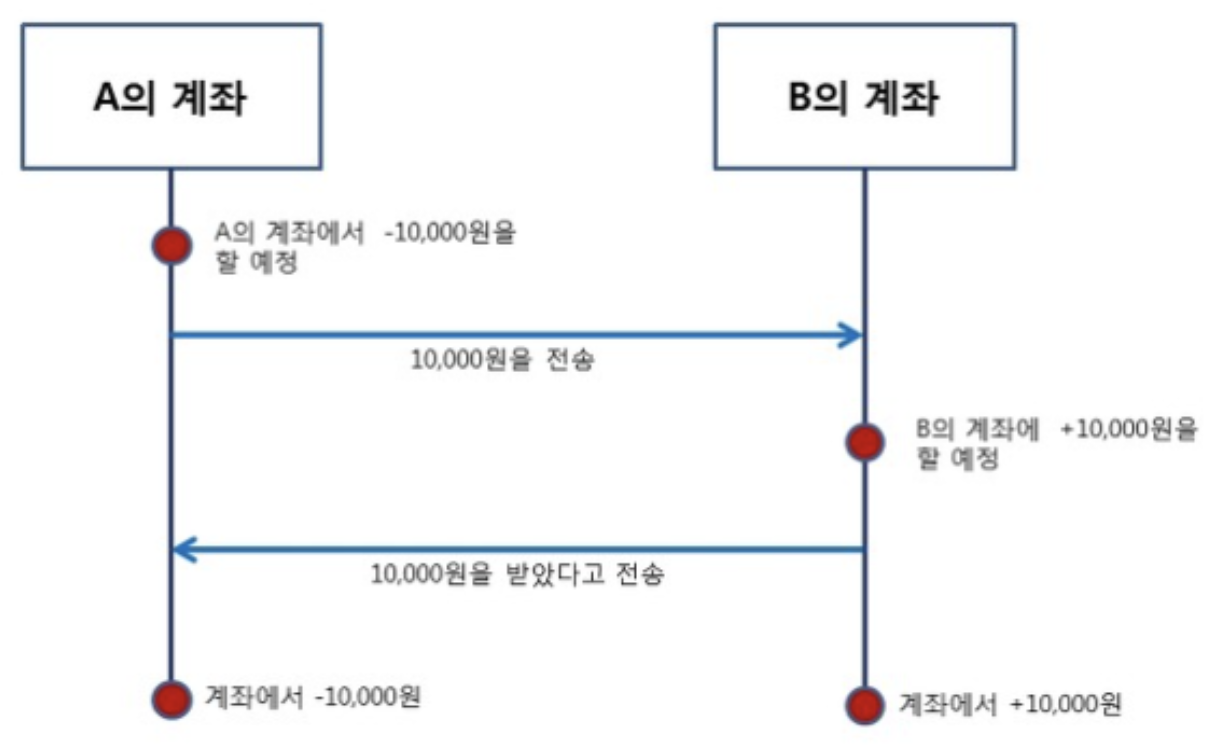 A의 계좌
B의 계좌
A의 계좌에서 -10,000원을
할 예정
10,000원을 전송
B의 계좌에 +10,000원을
할 예정
10,000원을 받았다고 전송
계좌에서 -10,000원
계좌에서 +10,000원